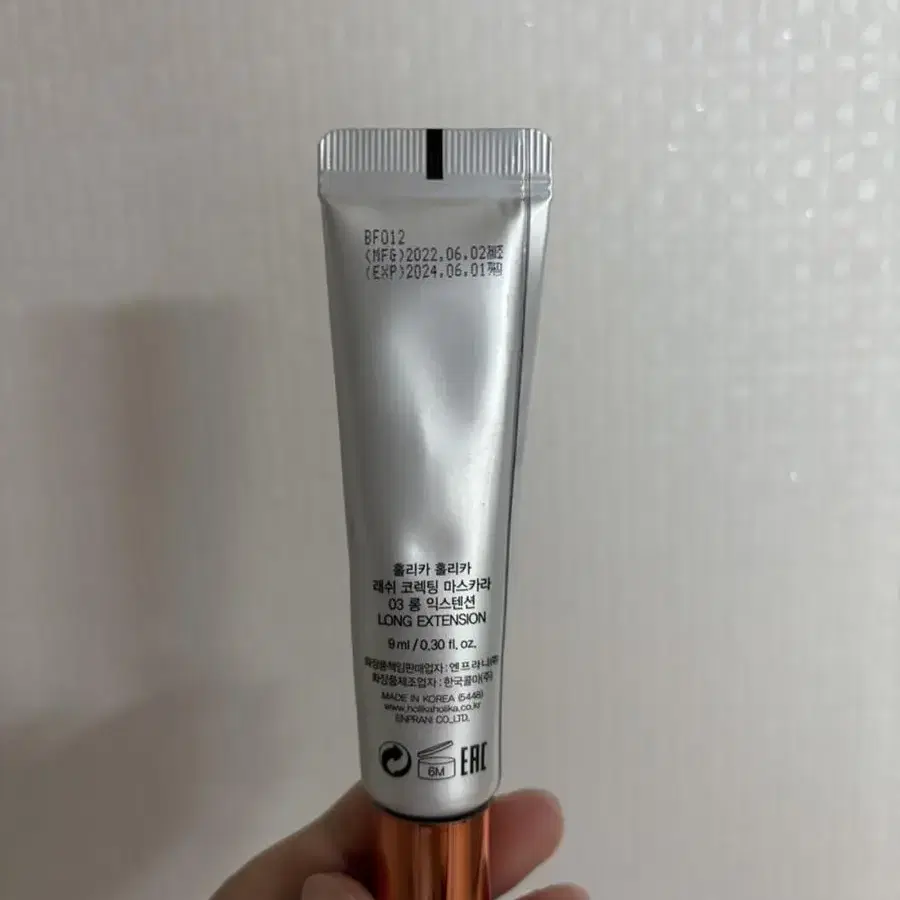 BF012
(MFG)2022.06.02제조
(EXP)2024.06.01까지
홀리카 홀리카
래쉬 코렉팅 마스카라
03 롱 익스텐션
LONG EXTENSION
9 ml / 0.30 fl. oz.
화장품책임판매업자 : 엔프라니(주)
화장품제조업자 : 한국콜마(주)
MADE IN KOREA (5448)
www.holikaholika.co.kr
ENPRANI CO.,LTD.
6M EAC